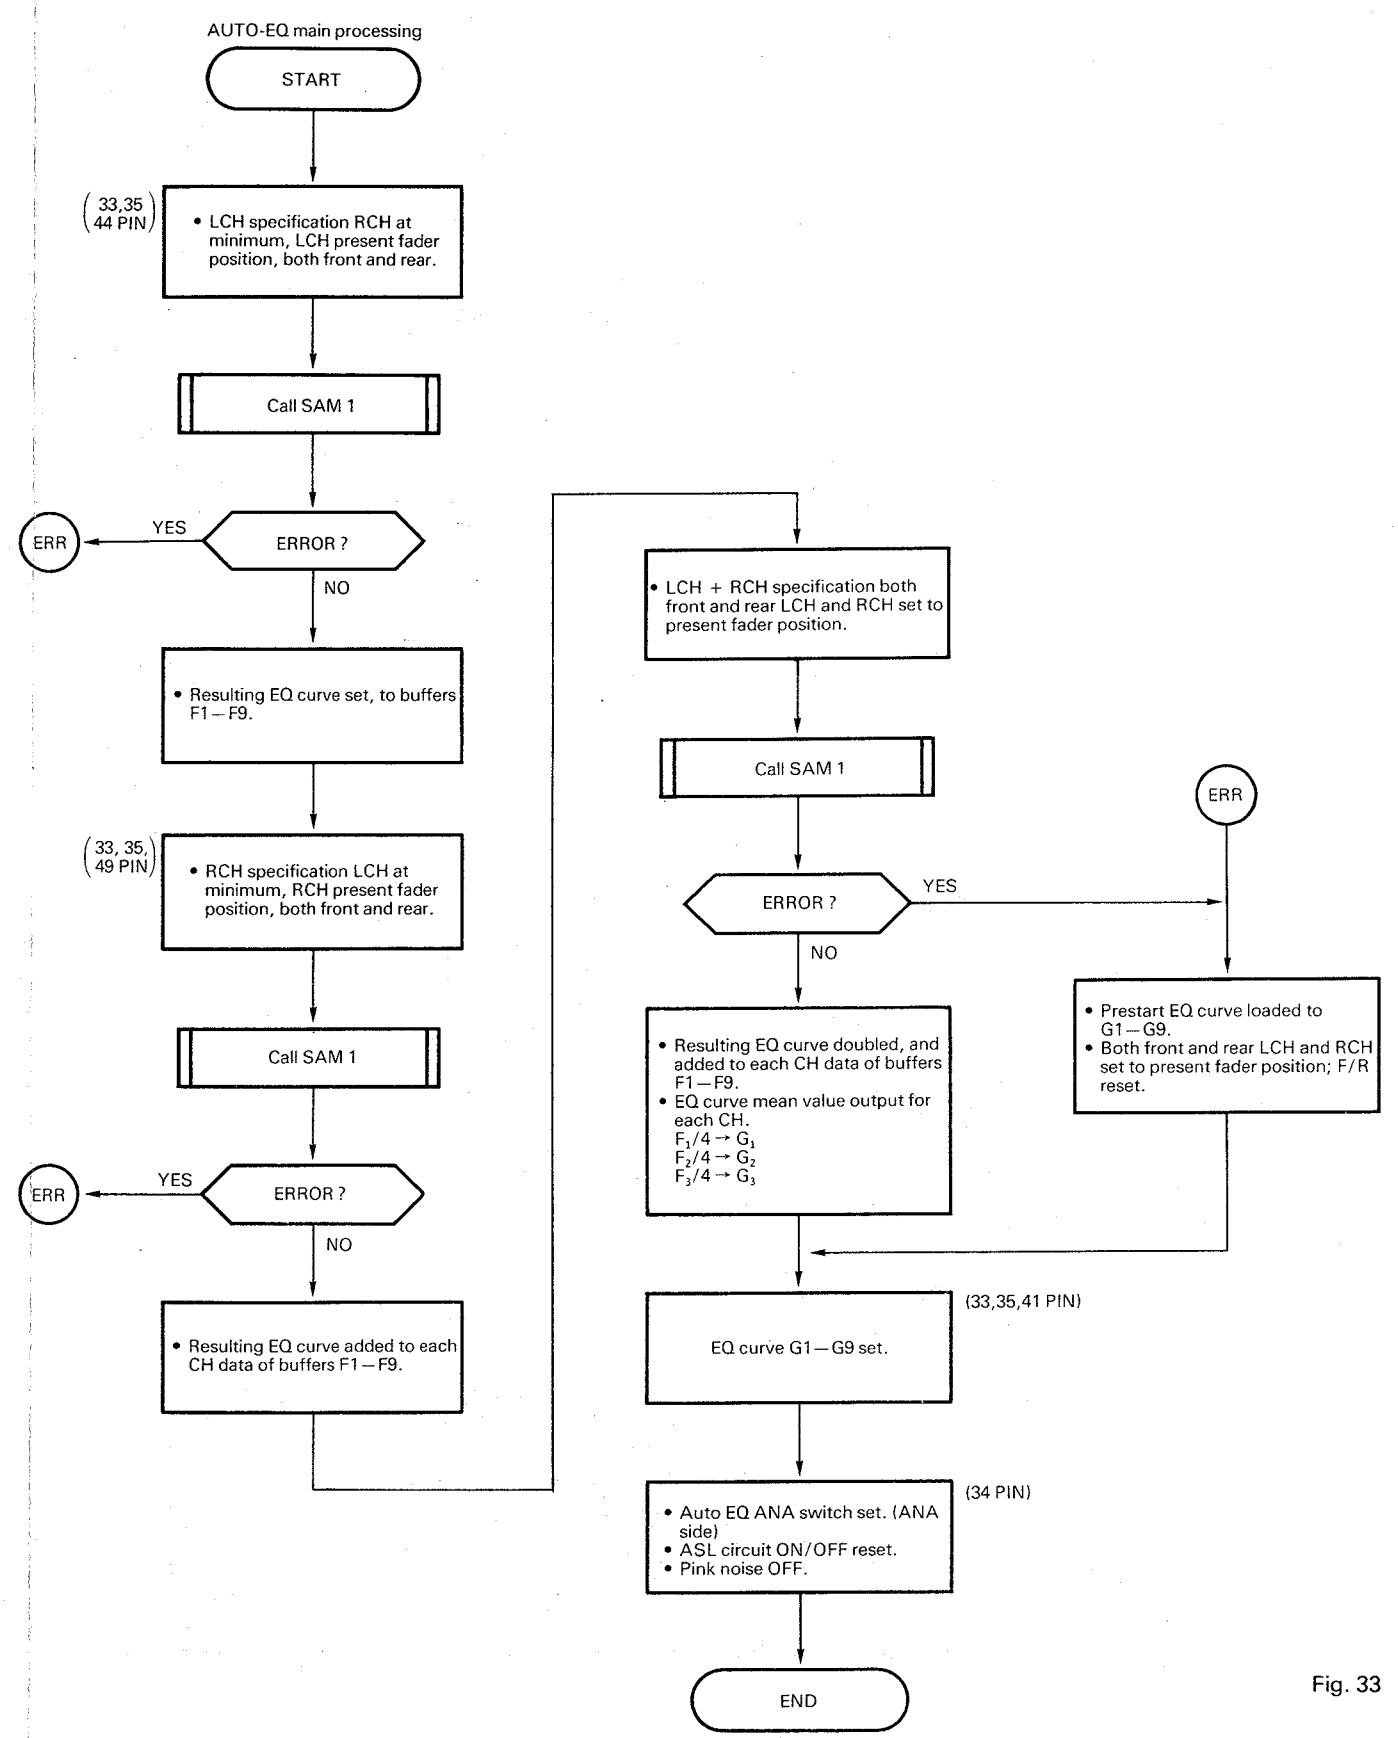 AUTO-EQ main processing
START
(33,35
44 PIN)
• LCH specification RCH at
minimum, LCH present fader
position, both front and rear.
Call SAM 1
ERROR ?
YES
ERR
NO
• Resulting EQ curve set, to buffers
F1—F9.
(33, 35,
49 PIN)
• RCH specification LCH at
minimum, RCH present fader
position, both front and rear.
Call SAM 1
ERROR ?
YES
ERR
NO
• Resulting EQ curve added to each
CH data of buffers F1—F9.
• LCH + RCH specification both
front and rear LCH and RCH set to
present fader position.
Call SAM 1
ERROR ?
YES
ERR
NO
• Resulting EQ curve doubled, and
added to each CH data of buffers
F1—F9.
• EQ curve mean value output for
each CH.
F₁/4 → G₁
F₂/4 → G₂
F₃/4 → G₃
• Prestart EQ curve loaded to
G1—G9.
• Both front and rear LCH and RCH
set to present fader position; F/R
reset.
EQ curve G1—G9 set.
(33,35,41 PIN)
(34 PIN)
• Auto EQ ANA switch set. (ANA
side)
• ASL circuit ON/OFF reset.
• Pink noise OFF.
END
Fig. 33